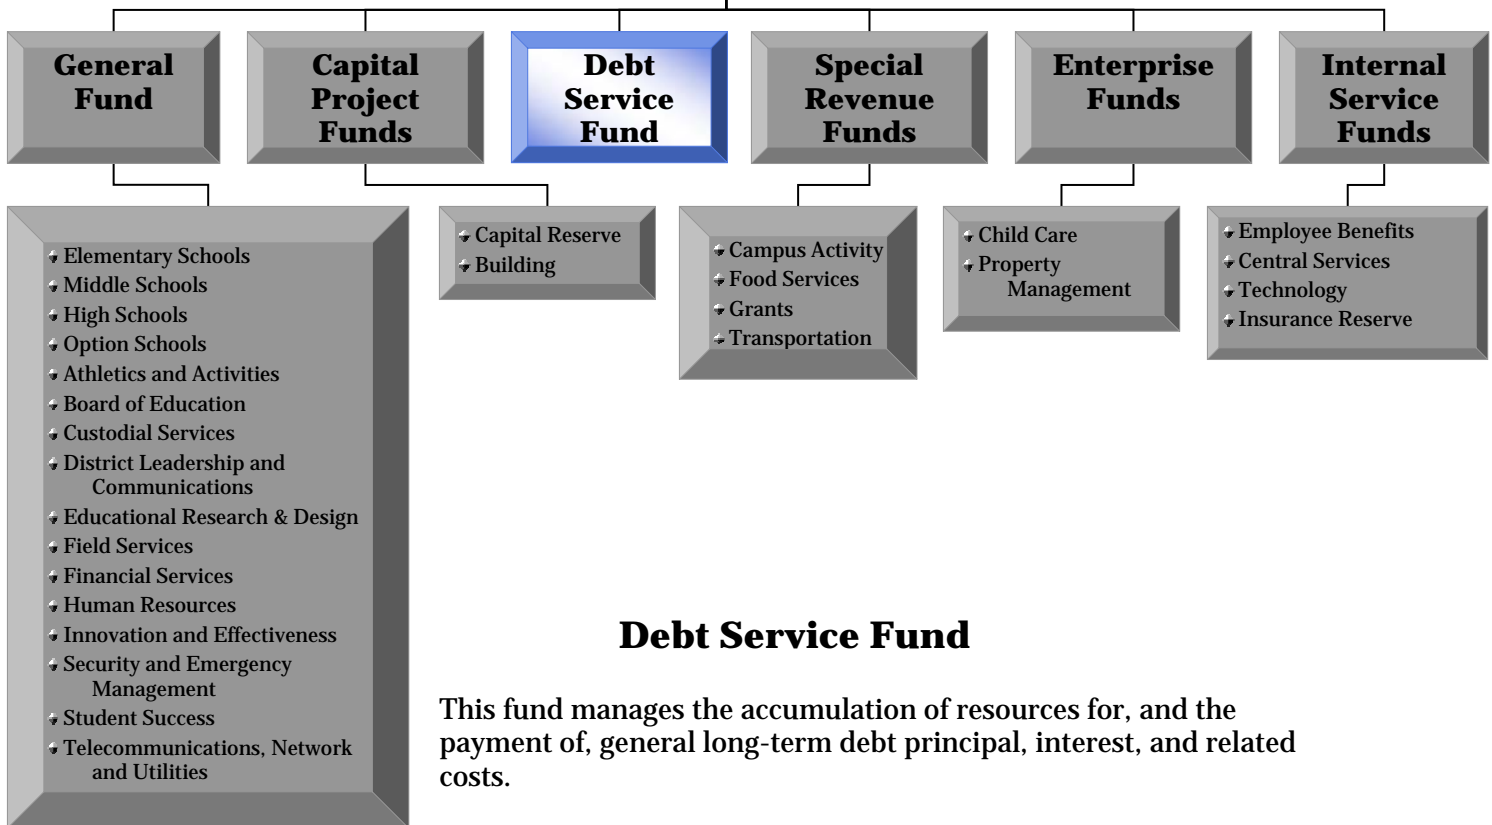 General
Fund
Capital
Project
Funds
Debt
Service
Fund
Special
Revenue
Funds
Enterprise
Funds
Internal
Service
Funds
Elementary Schools
Middle Schools
High Schools
Option Schools
Athletics and Activities
Board of Education
Custodial Services
District Leadership and
Communications
Educational Research & Design
Field Services
Financial Services
Human Resources
Innovation and Effectiveness
Security and Emergency
Management
Student Success
Telecommunications, Network
and Utilities
Capital Reserve
Building
Campus Activity
Food Services
Grants
Transportation
Child Care
Property
Management
Employee Benefits
Central Services
Technology
Insurance Reserve
Debt Service Fund
This fund manages the accumulation of resources for, and the
payment of, general long-term debt principal, interest, and related
costs.